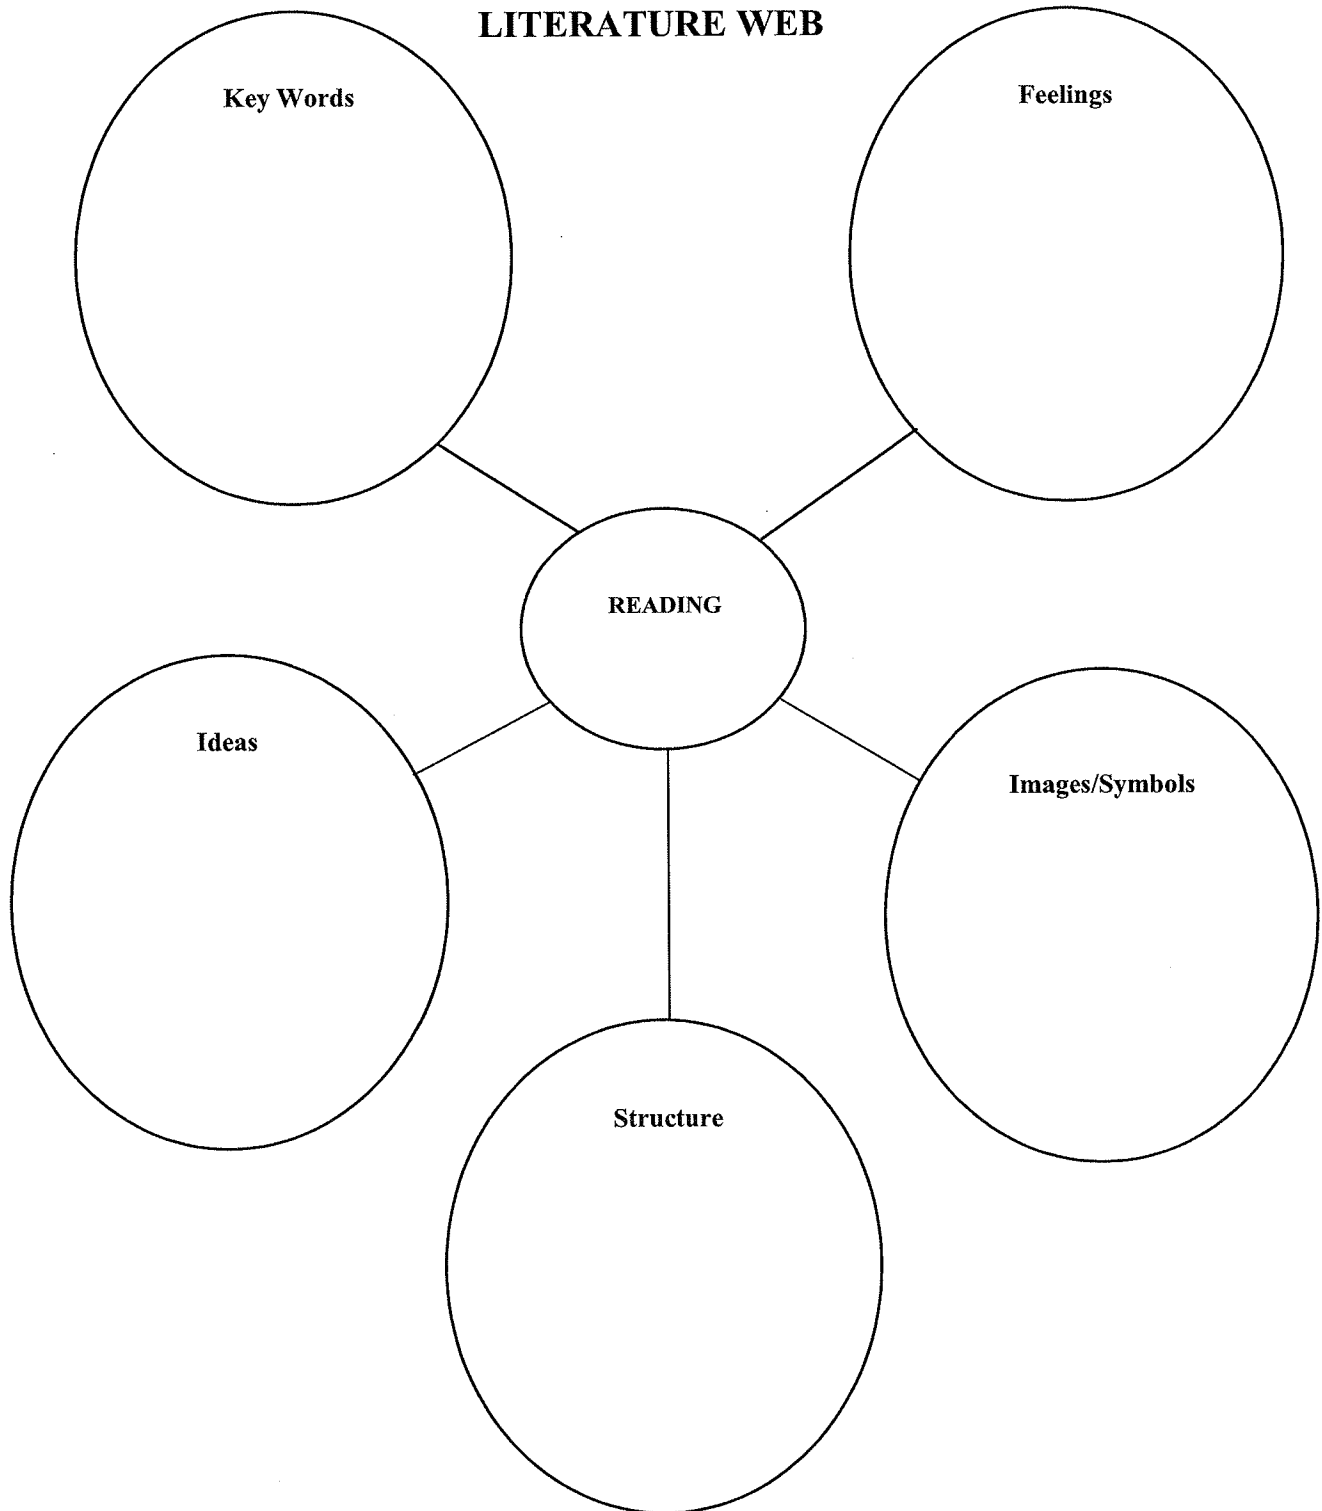 LITERATURE WEB
Key Words
Feelings
READING
Ideas
Images/Symbols
Structure